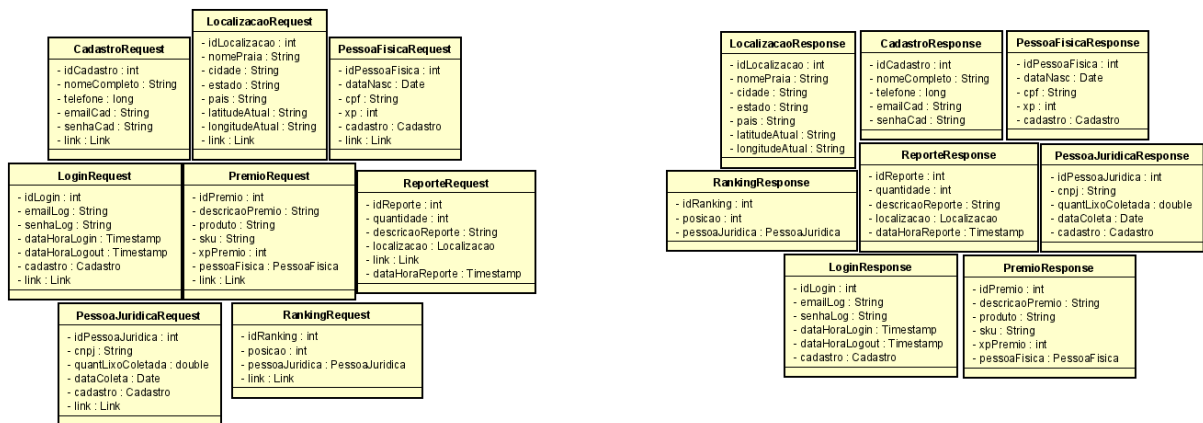 LocalizacaoRequest
- idLocalizacao : int
- nomePraia : String
- cidade : String
- estado : String
- pais : String
- latitudeAtual : String
- longitudeAtual : String
- link : Link
CadastroRequest
- idCadastro : int
- nomeCompleto : String
- telefone : long
- emailCad : String
- senhaCad : String
- link : Link
PessoaFisicaRequest
- idPessoaFisica : int
- dataNasc : Date
- cpf : String
- xp : int
- cadastro : Cadastro
- link : Link
LoginRequest
- idLogin : int
- emailLog : String
- senhaLog : String
- dataHoraLogin : Timestamp
- dataHoraLogout : Timestamp
- cadastro : Cadastro
- link : Link
PremioRequest
- idPremio : int
- descricaoPremio : String
- produto : String
- sku : String
- xpPremio : int
- pessoaFisica : PessoaFisica
- link : Link
ReporteRequest
- idReporte : int
- quantidade : int
- descricaoReporte : String
- localizacao : Localizacao
- link : Link
- dataHoraReporte : Timestamp
PessoaJuridicaRequest
- idPessoaJuridica : int
- cnpj : String
- quantLixoColetada : double
- dataColeta : Date
- cadastro : Cadastro
- link : Link
RankingRequest
- idRanking : int
- posicao : int
- pessoaJuridica : PessoaJuridica
- link : Link
LocalizacaoResponse
- idLocalizacao : int
- nomePraia : String
- cidade : String
- estado : String
- pais : String
- latitudeAtual : String
- longitudeAtual : String
CadastroResponse
- idCadastro : int
- nomeCompleto : String
- telefone : long
- emailCad : String
- senhaCad : String
PessoaFisicaResponse
- idPessoaFisica : int
- dataNasc : Date
- cpf : String
- xp : int
- cadastro : Cadastro
RankingResponse
- idRanking : int
- posicao : int
- pessoaJuridica : PessoaJuridica
ReporteResponse
- idReporte : int
- quantidade : int
- descricaoReporte : String
- localizacao : Localizacao
- dataHoraReporte : Timestamp
PessoaJuridicaResponse
- idPessoaJuridica : int
- cnpj : String
- quantLixoColetada : double
- dataColeta : Date
- cadastro : Cadastro
LoginResponse
- idLogin : int
- emailLog : String
- senhaLog : String
- dataHoraLogin : Timestamp
- dataHoraLogout : Timestamp
- cadastro : Cadastro
PremioResponse
- idPremio : int
- descricaoPremio : String
- produto : String
- sku : String
- xpPremio : int
- pessoaFisica : PessoaFisica